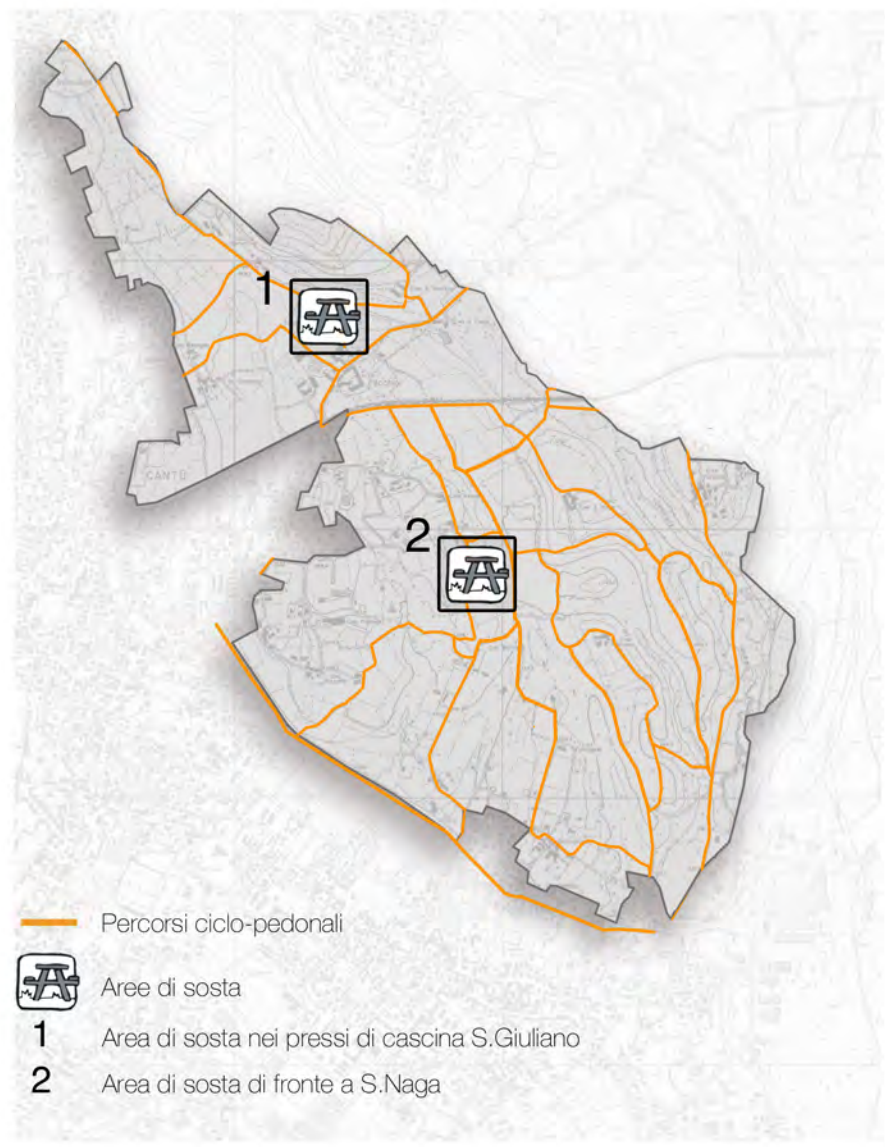 1
CANTÙ
2
Percorsi ciclo-pedonali
Aree di sosta
1 Area di sosta nei pressi di cascina S.Giuliano
2 Area di sosta di fronte a S.Naga